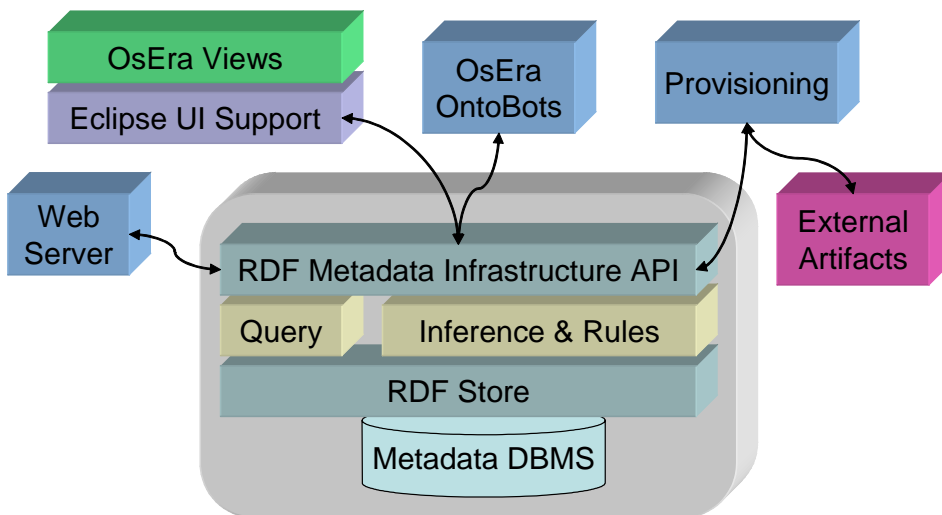 OsEra Views
Eclipse UI Support
OsEra
OntoBots
Provisioning
Web
Server
External
Artifacts
RDF Metadata Infrastructure API
Query
Inference & Rules
RDF Store
Metadata DBMS